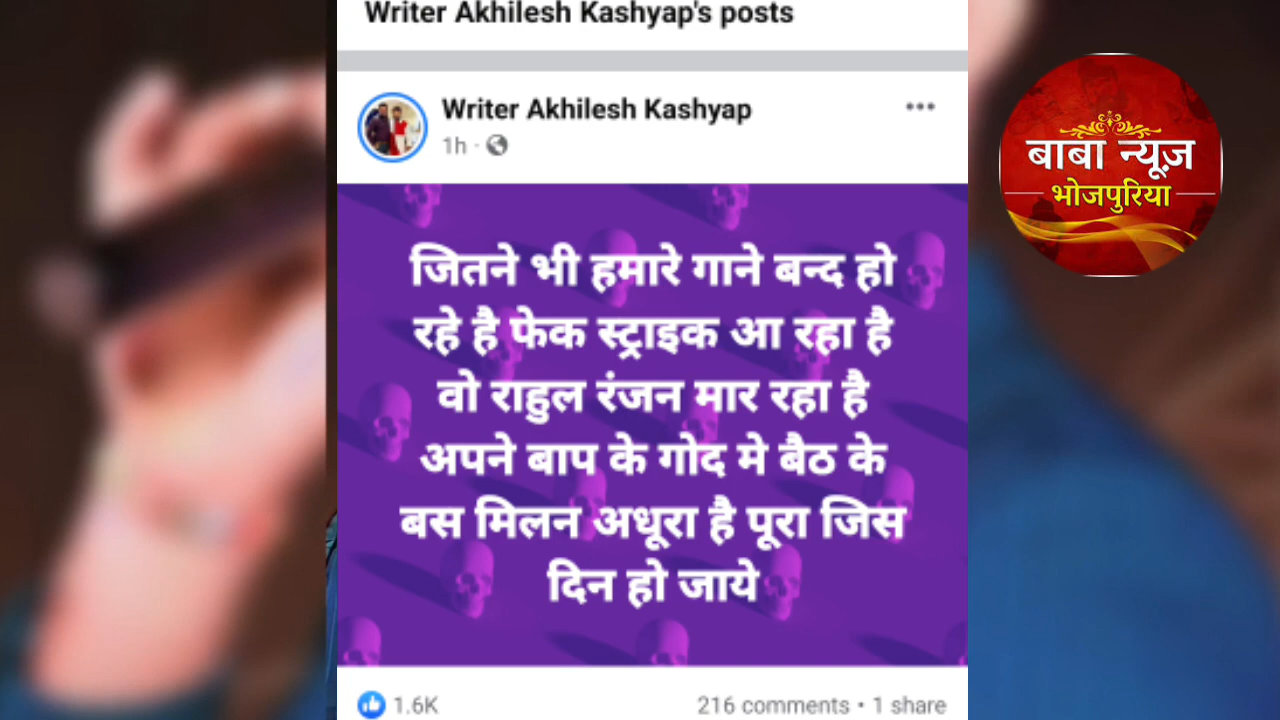 Writer Akhilesh Kashyap's posts
Writer Akhilesh Kashyap
1h ·
जितने भी हमारे गाने बन्द हो
रहे है फेक स्ट्राइक आ रहा है
वो राहुल रंजन मार रहा है
अपने बाप के गोद मे बैठ के
बस मिलन अधूरा है पूरा जिस
दिन हो जाये
1.6K
216 comments • 1 share
बाबा न्यूज़
भोजपुरिया